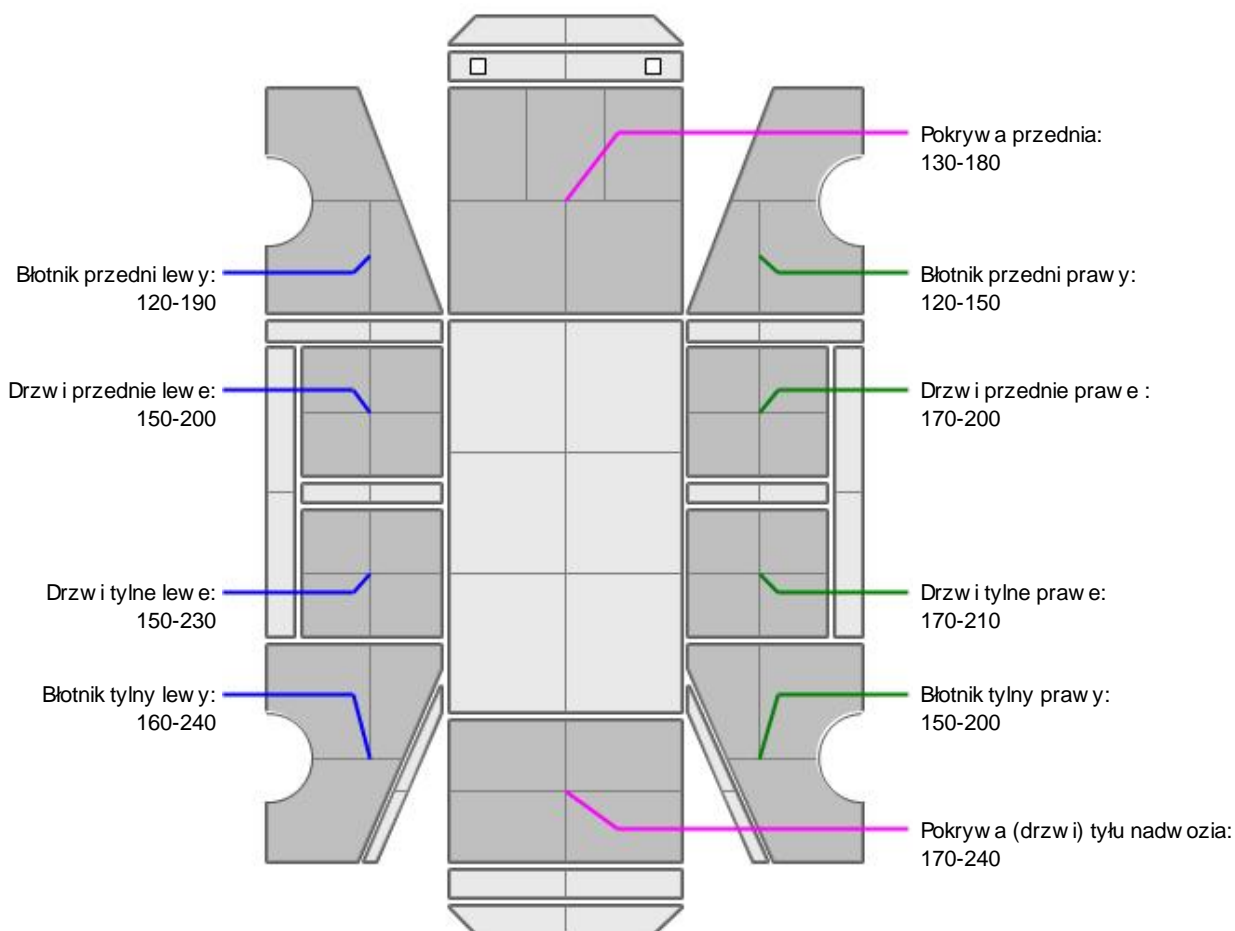 Pokrywa przednia:
130-180
Błotnik przedni lewy:
120-190
Błotnik przedni prawy:
120-150
Drzwi przednie lewe:
150-200
Drzwi przednie prawe :
170-200
Drzwi tylne lewe:
150-230
Drzwi tylne prawe:
170-210
Błotnik tylny lewy:
160-240
Błotnik tylny prawy:
150-200
Pokrywa (drzwi) tyłu nadwozia:
170-240